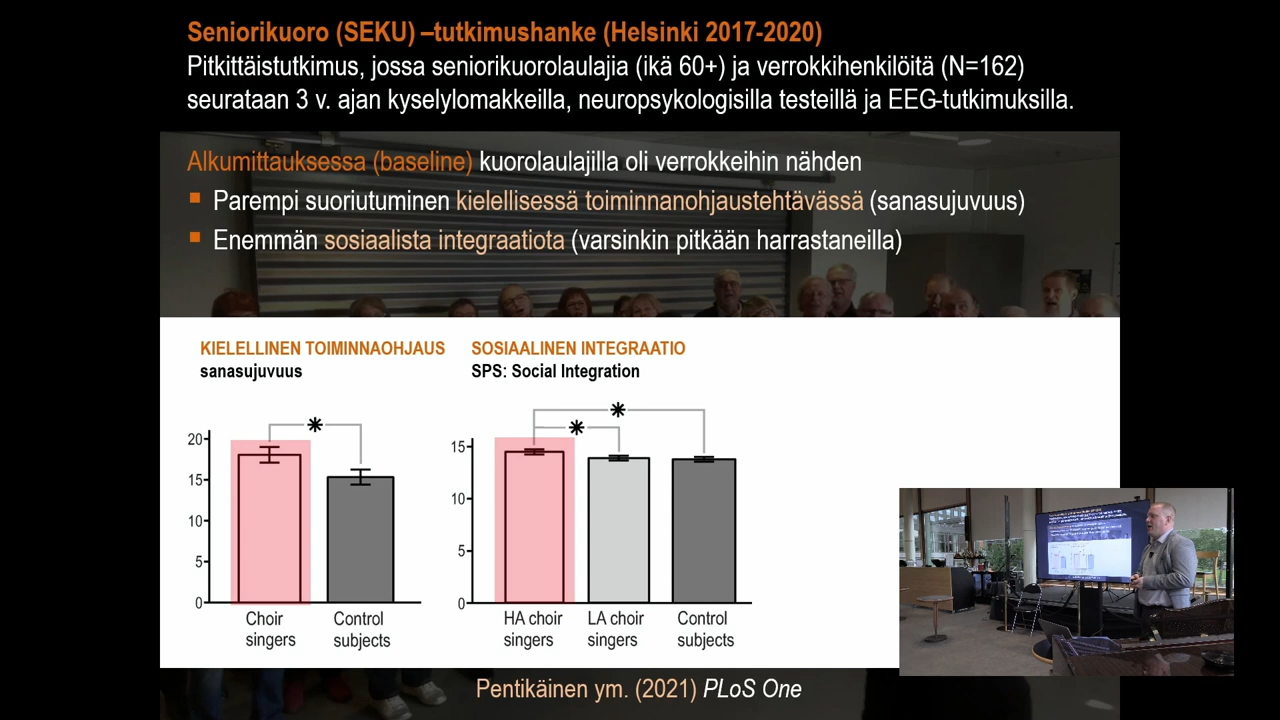 Seniorikuoro (SEKU) –tutkimushanke (Helsinki 2017-2020)
Pitkittäistutkimus, jossa seniorikuorolaulajia (ikä 60+) ja verrokkihenkilöitä (N=162)
seurataan 3 v. ajan kyselylomakkeilla, neuropsykologisilla testeillä ja EEG-tutkimuksilla.
Alkumittauksessa (baseline) kuorolaulajilla oli verrokkeihin nähden
Parempi suoriutuminen kielellisessä toiminnanohjaustehtävässä (sanasujuvuus)
Enemmän sosiaalista integraatiota (varsinkin pitkään harrastaneilla)
KIELELLINEN TOIMINNAOHJAUS
sanasujuvuus
20
15
10
5
0
Choir singers
Control subjects
SOSIAALINEN INTEGRAATIO
SPS: Social Integration
15
10
5
0
HA choir singers
LA choir singers
Control subjects
Pentikäinen ym. (2021) PLoS One